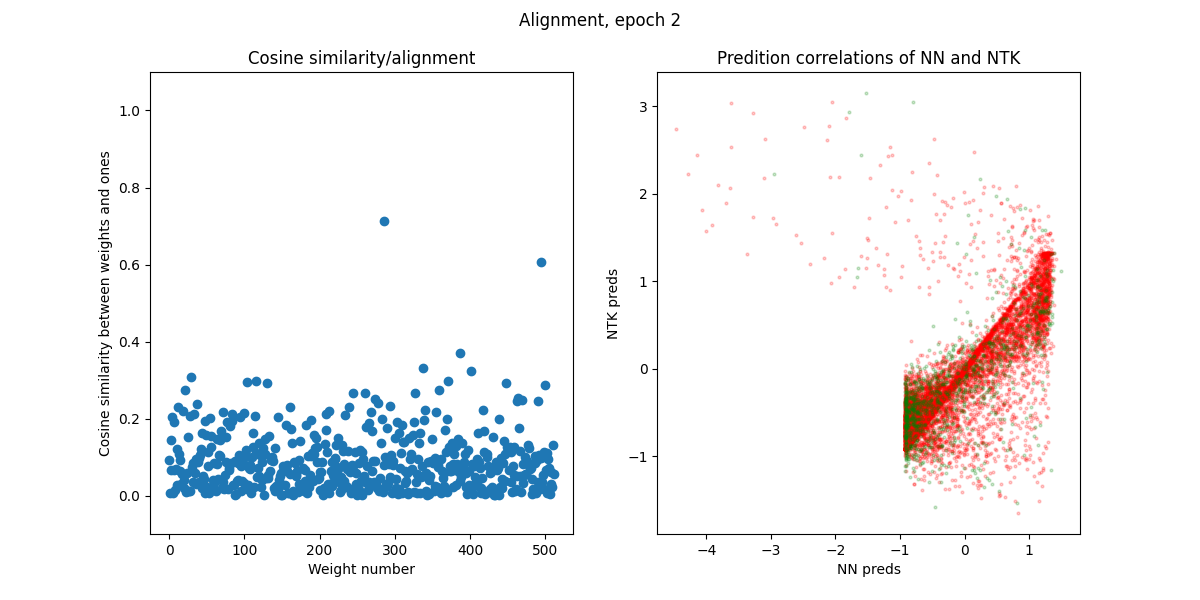 Alignment, epoch 2
Cosine similarity/alignment
Cosine similarity between weights and ones
1.0
0.8
0.6
0.4
0.2
0.0
0 100 200 300 400 500
Weight number
Predition correlations of NN and NTK
NTK preds
3
2
1
0
−1
−4 −3 −2 −1 0 1
NN preds